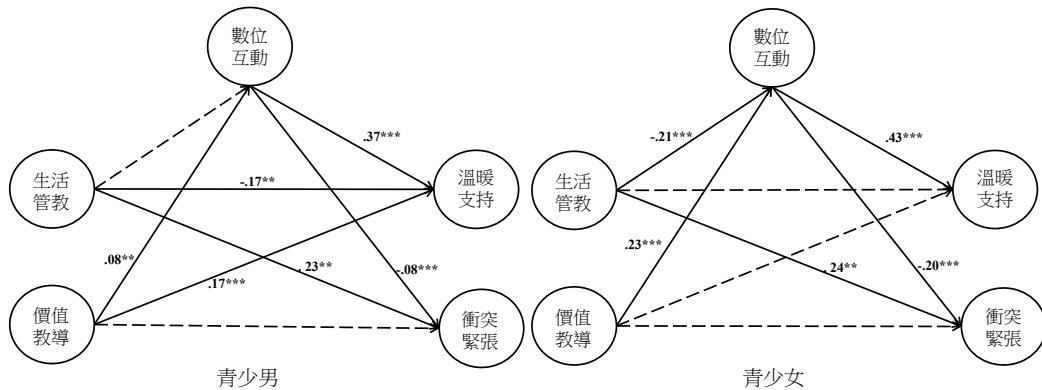 數位
互動
.37***
生活
管教
-.17**
溫暖
支持
.08**
.23**
-.08***
.17***
價值
教導
衝突
緊張
青少男
數位
互動
-.21***
.43***
生活
管教
溫暖
支持
.23***
.24**
-.20***
價值
教導
衝突
緊張
青少女